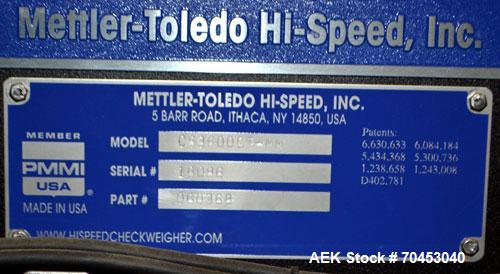 Mettler-Toledo Hi-Speed, Inc.
METTLER-TOLEDO HI-SPEED, INC.
5 BARR ROAD, ITHACA, NY 14850, USA
MEMBER
PMMI
USA
MADE IN USA
MODEL
SERIAL # 16086
PART #
Patents:
6,630,633 6,084,184
5,434,368 5,300,736
1,238,658 1,243,008
D402,781
WWW.HISPEEDCHECKWEIGHER.COM
AEK Stock # 70453040